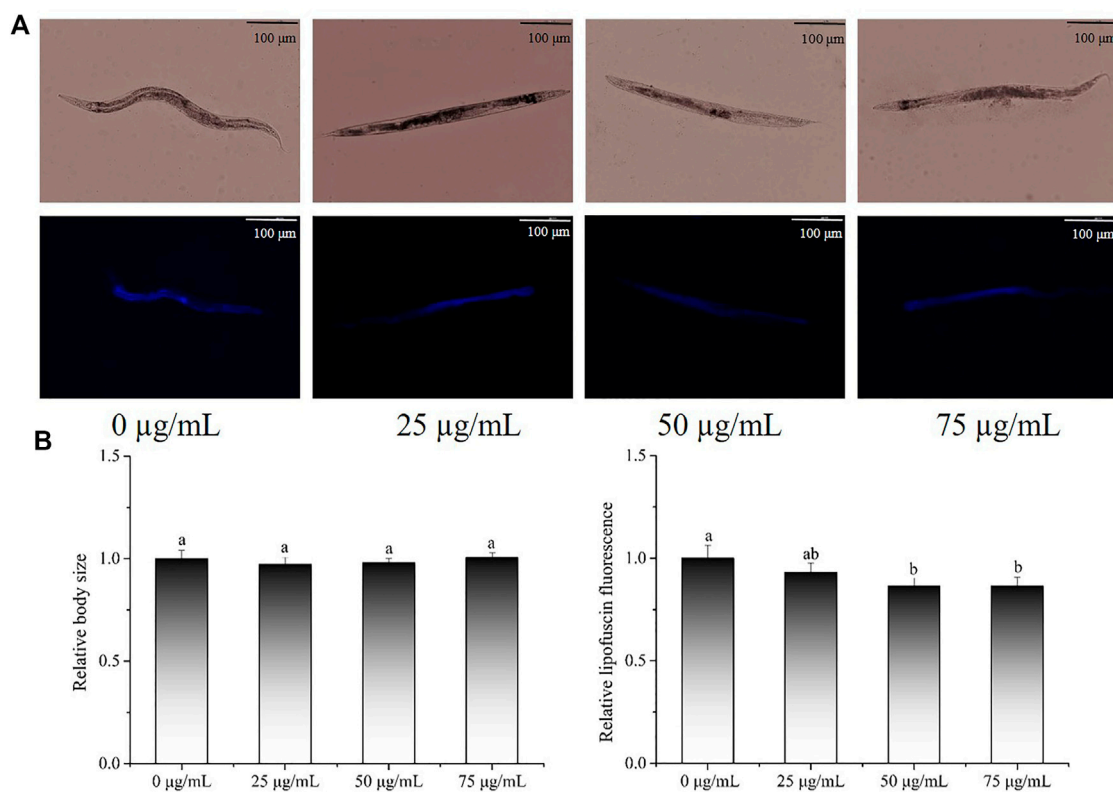 A
100 µm
100 µm
100 µm
100 µm
100 µm
100 µm
100 µm
100 µm
0 µg/mL
25 µg/mL
50 µg/mL
75 µg/mL
B
Relative body size
1.5
1.0
0.5
0.0
a
a
a
a
0 µg/mL
25 µg/mL
50 µg/mL
75 µg/mL
Relative lipofuscin fluorescence
1.5
1.0
0.5
0.0
a
ab
b
b
0 µg/mL
25 µg/mL
50 µg/mL
75 µg/mL